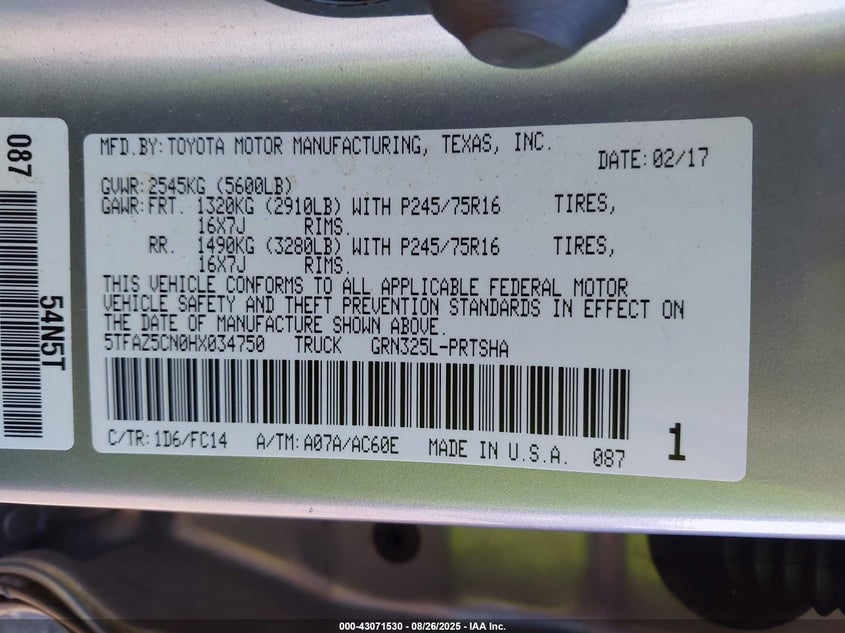 087
54N5T
MFD.BY:TOYOTA MOTOR MANUFACTURING, TEXAS, INC.
DATE:02/17
GVWR:2545KG (5600LB)
GAWR:FRT. 1320KG (2910LB) WITH P245/75R16 TIRES,
16X7J RIMS.
RR. 1490KG (3280LB) WITH P245/75R16 TIRES,
16X7J RIMS.
THIS VEHICLE CONFORMS TO ALL APPLICABLE FEDERAL MOTOR
VEHICLE SAFETY AND THEFT PREVENTION STANDARDS IN EFFECT ON
THE DATE OF MANUFACTURE SHOWN ABOVE.
5TFAZ5CN0HX034750 TRUCK GRN325L-PRTSHA
C/TR:1D6/FC14 A/TM:A07A/AC60E MADE IN U.S.A. 087 1
000-43071530 - 08/26/2025 - IAA Inc.